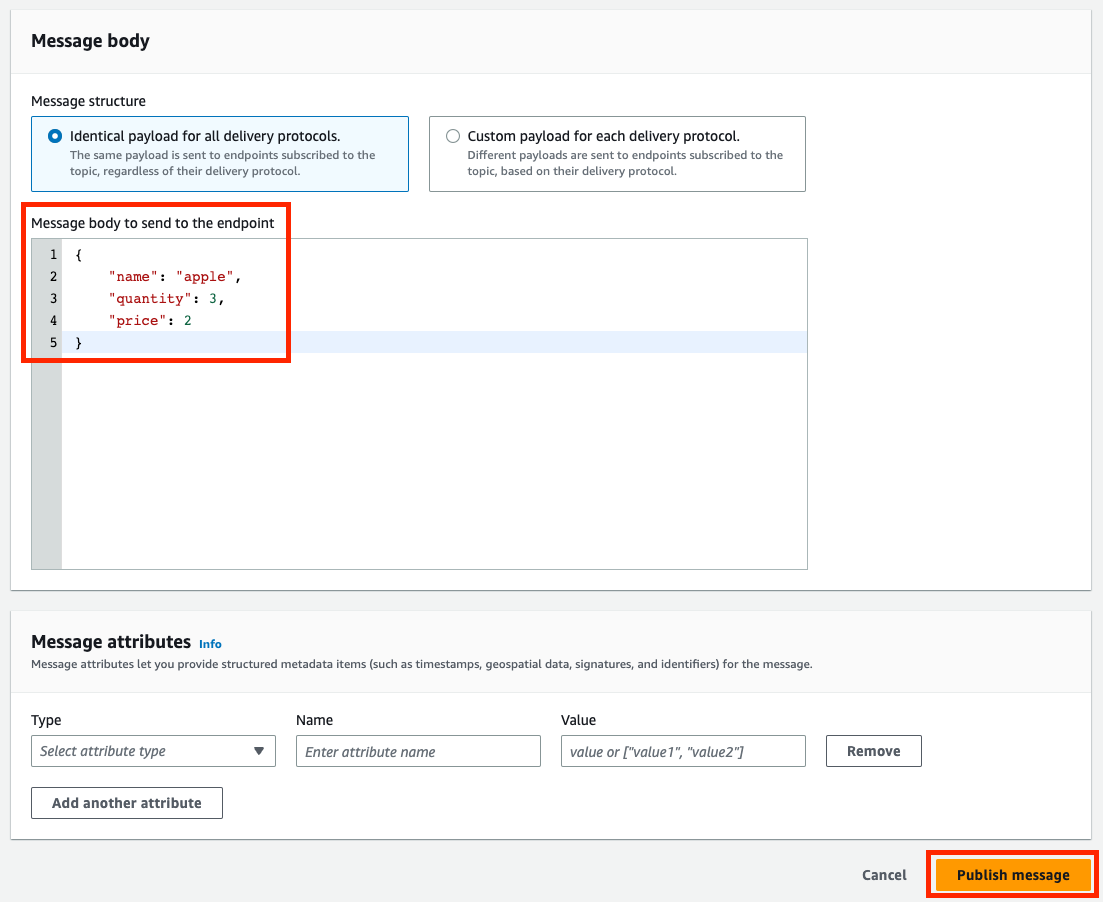 Message body
Message structure
Identical payload for all delivery protocols.
The same payload is sent to endpoints subscribed to the
topic, regardless of their delivery protocol.
Custom payload for each delivery protocol.
Different payloads are sent to endpoints subscribed to the
topic, based on their delivery protocol.
Message body to send to the endpoint
1 {
2     "name": "apple",
3     "quantity": 3,
4     "price": 2
5 }
Message attributes Info
Message attributes let you provide structured metadata items (such as timestamps, geospatial data, signatures, and identifiers) for the message.
Type Name Value
Select attribute type Enter attribute name value or ["value1", "value2"] Remove
Add another attribute
Cancel Publish message